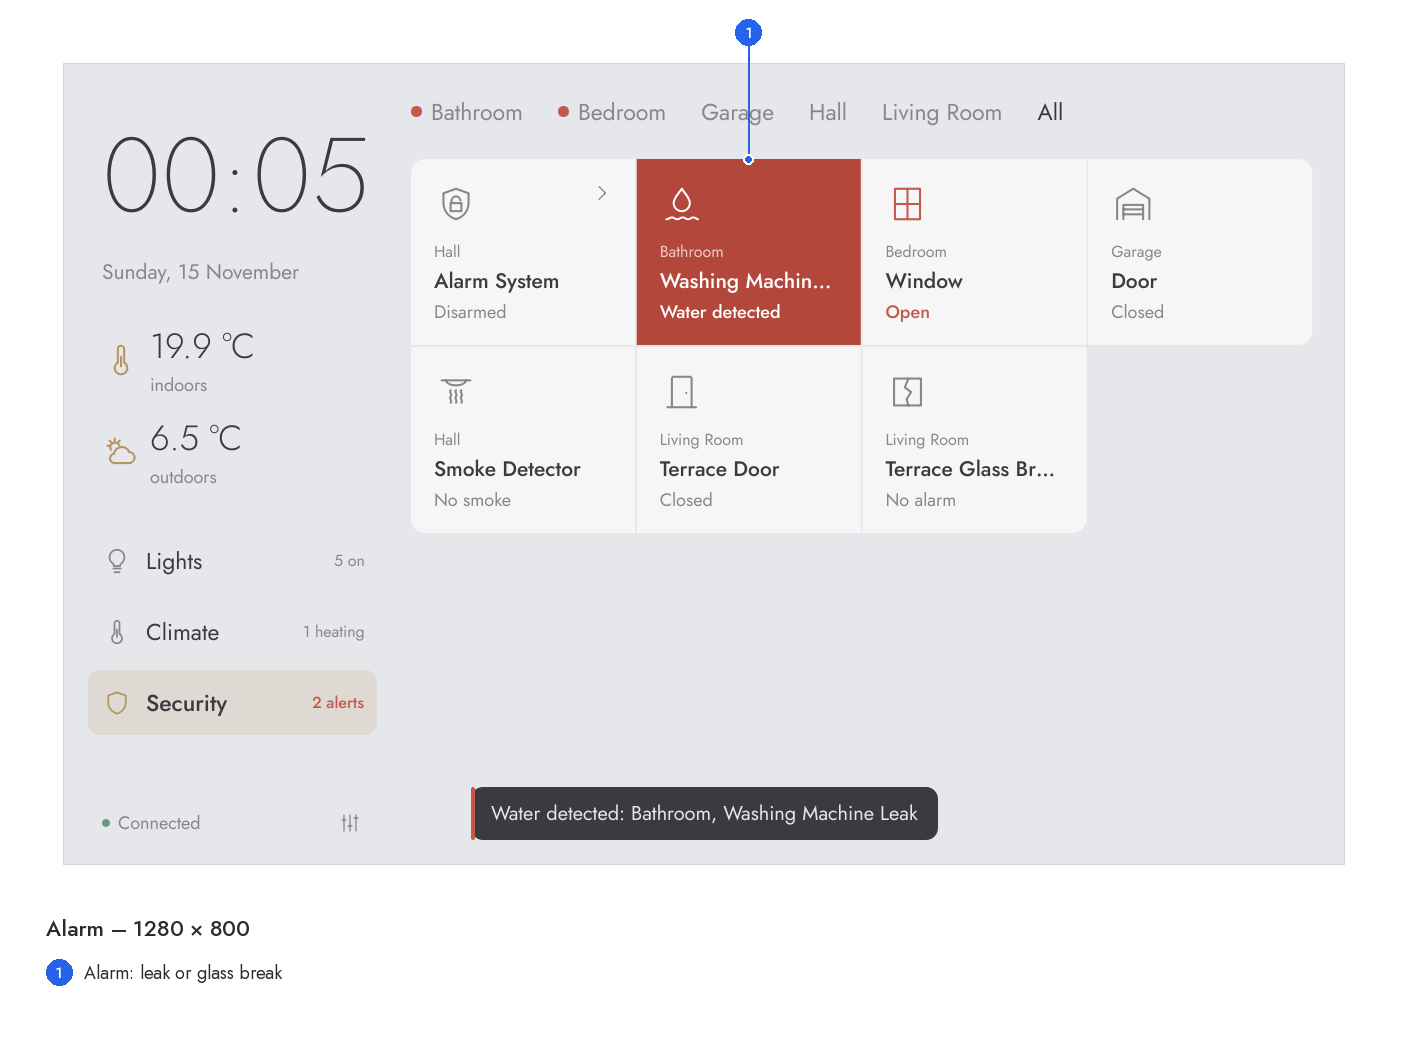 1
Bathroom Bedroom Garage Hall Living Room All
00:05
Sunday, 15 November
19.9 °C
indoors
6.5 °C
outdoors
Lights 5 on
Climate 1 heating
Security 2 alerts
Connected
Hall
Alarm System
Disarmed
Bathroom
Washing Machin...
Water detected
Bedroom
Window
Open
Garage
Door
Closed
Hall
Smoke Detector
No smoke
Living Room
Terrace Door
Closed
Living Room
Terrace Glass Br...
No alarm
Water detected: Bathroom, Washing Machine Leak
Alarm – 1280 × 800
1 Alarm: leak or glass break